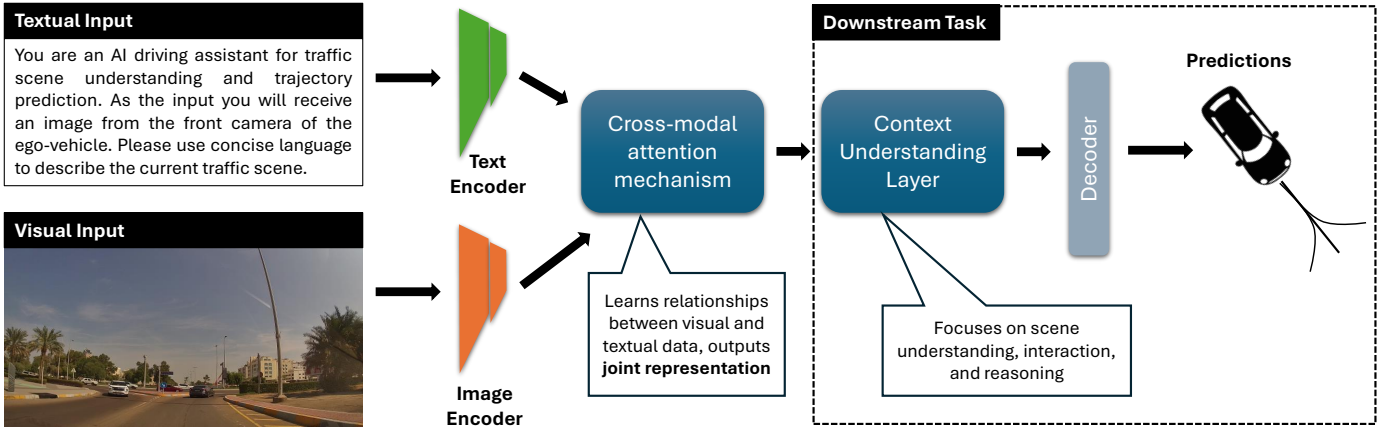 Textual Input
You are an AI driving assistant for traffic
scene understanding and trajectory
prediction. As the input you will receive
an image from the front camera of the
ego-vehicle. Please use concise language
to describe the current traffic scene.
Visual Input
Text
Encoder
Image
Encoder
Cross-modal
attention
mechanism
Learns relationships
between visual and
textual data, outputs
joint representation
Downstream Task
Context
Understanding
Layer
Focuses on scene
understanding, interaction,
and reasoning
Decoder
Predictions